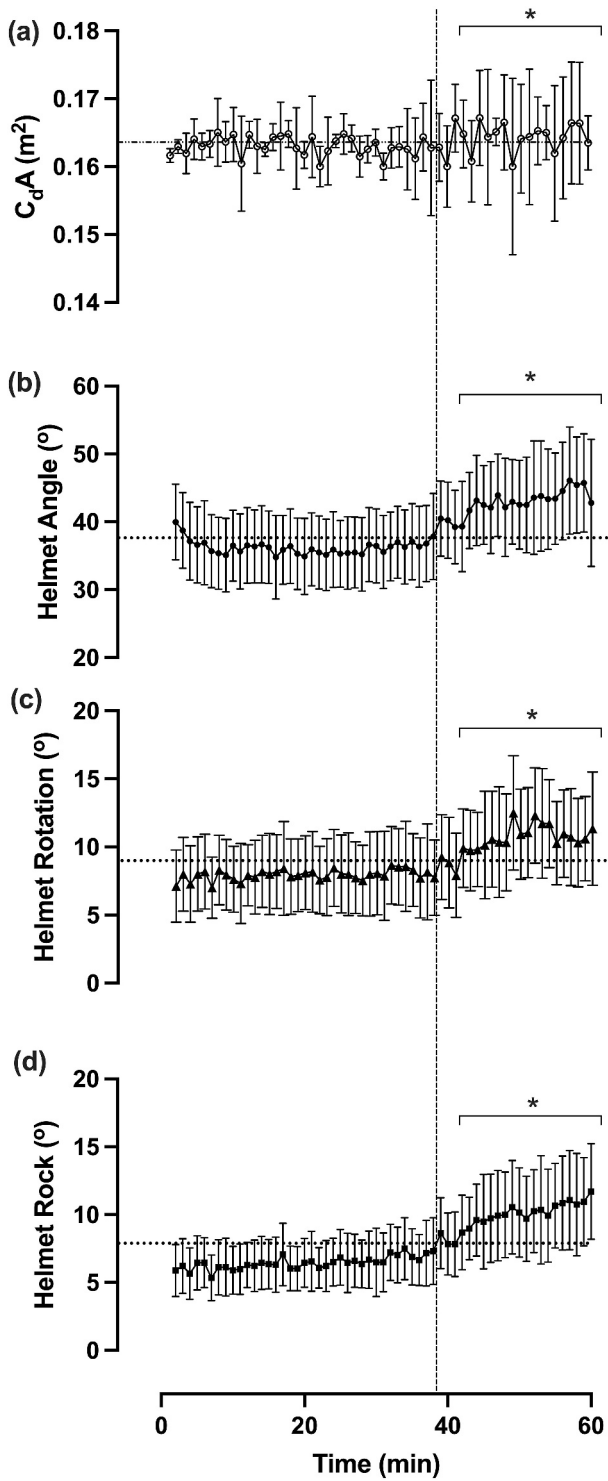 (a)
*
0.18
0.17
0.16
0.15
0.14
CdA (m2)
(b)
*
60
50
40
30
20
Helmet Angle (º)
(c)
*
20
15
10
5
0
Helmet Rotation (º)
(d)
*
20
15
10
5
0
Helmet Rock (º)
0 20 40 60
Time (min)